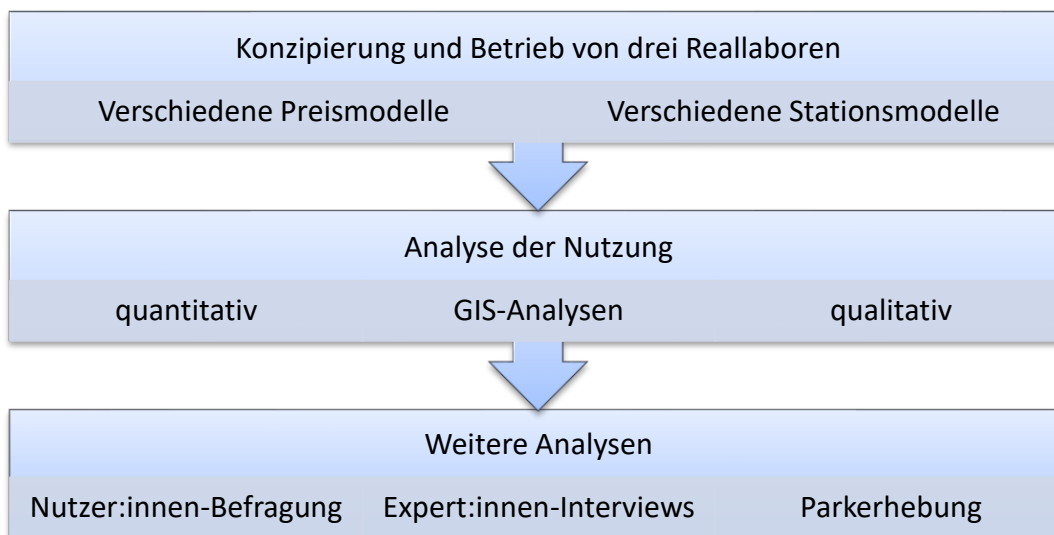 Konzipierung und Betrieb von drei Reallaboren
Verschiedene Preismodelle Verschiedene Stationsmodelle
Analyse der Nutzung
quantitativ GIS-Analysen qualitativ
Weitere Analysen
Nutzer:innen-Befragung Expert:innen-Interviews Parkerhebung